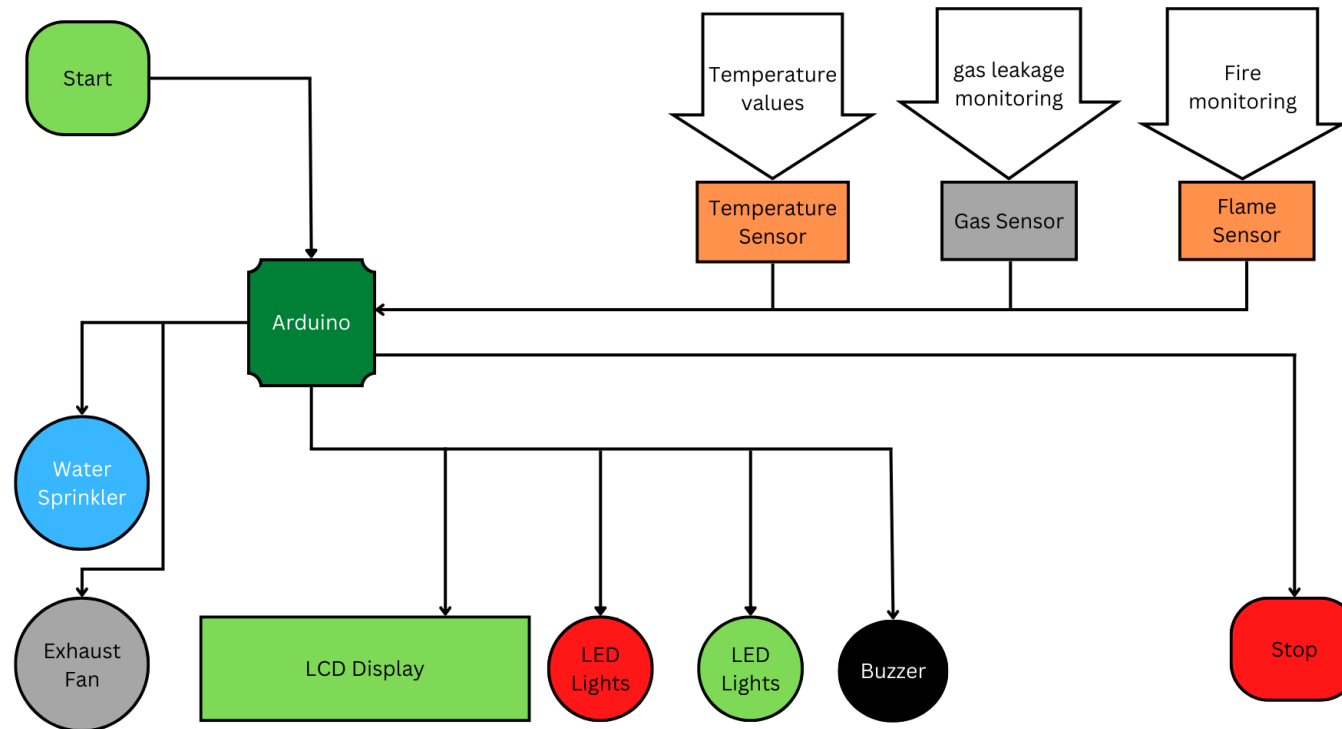 Start
Temperature
values
gas leakage
monitoring
Fire
monitoring
Temperature
Sensor
Gas Sensor
Flame
Sensor
Arduino
Water
Sprinkler
Exhaust
Fan
LCD Display
LED
Lights
LED
Lights
Buzzer
Stop